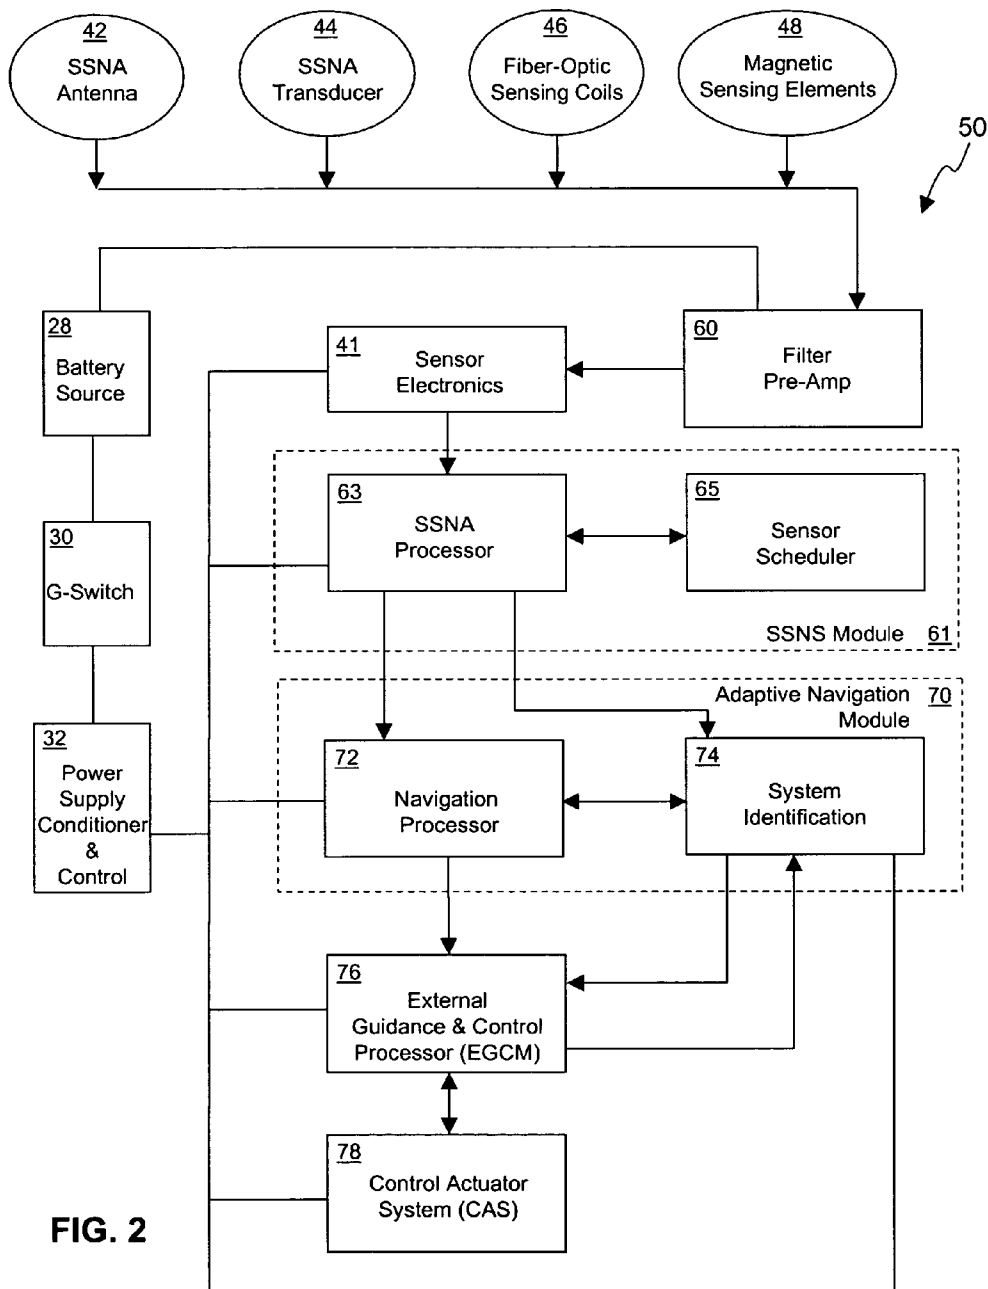 42
SSNA
Antenna
44
SSNA
Transducer
46
Fiber-Optic
Sensing Coils
48
Magnetic
Sensing Elements
50
28
Battery
Source
41
Sensor
Electronics
60
Filter
Pre-Amp
30
G-Switch
63
SSNA
Processor
65
Sensor
Scheduler
SSNS Module 61
Adaptive Navigation 70
Module
32
Power
Supply
Conditioner
&
Control
72
Navigation
Processor
74
System
Identification
76
External
Guidance & Control
Processor (EGCM)
78
Control Actuator
System (CAS)
FIG. 2